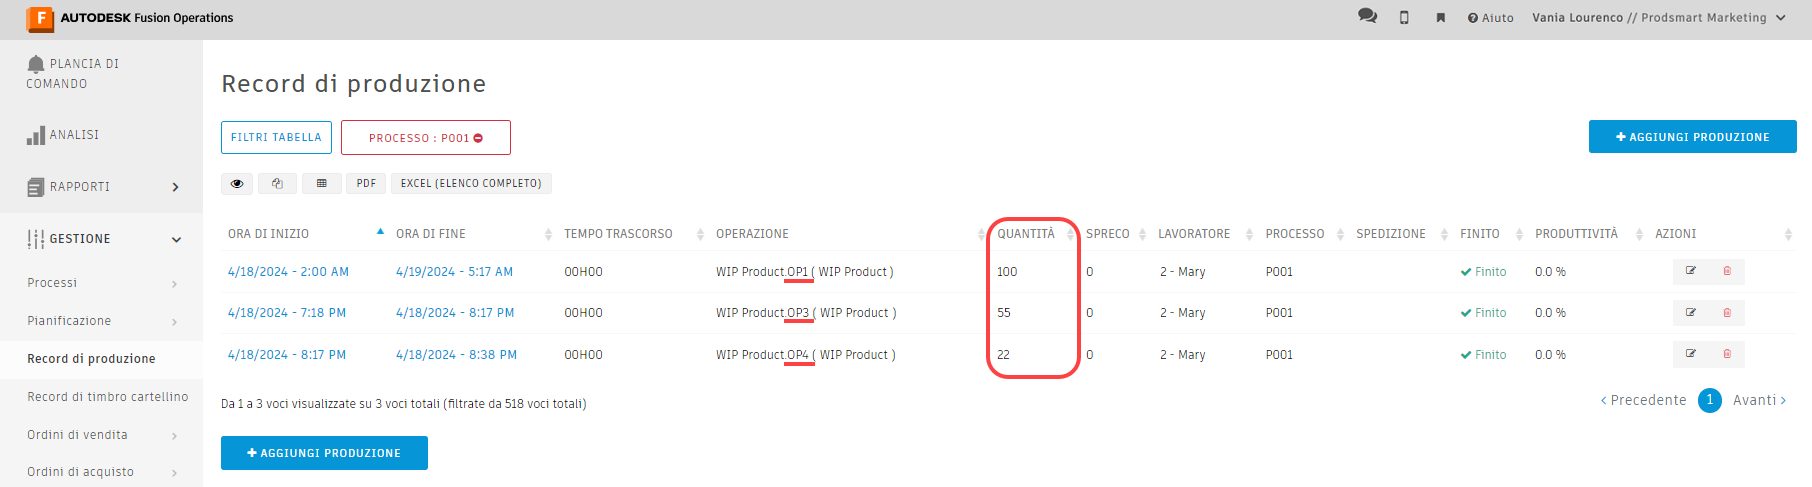 AUTODESK Fusion Operations
Aiuto
Vania Lourenco // Prodsmart Marketing
PLANCIA DI
COMANDO
ANALISI
RAPPORTI
GESTIONE
Processi
Pianificazione
Record di produzione
Record di timbro cartellino
Ordini di vendita
Ordini di acquisto
Record di produzione
FILTRI TABELLA
PROCESSO : P001
+ AGGIUNGI PRODUZIONE
PDF
EXCEL (ELENCO COMPLETO)
ORA DI INIZIO ORA DI FINE TEMPO TRASCORSO OPERAZIONE QUANTITÀ SPRECO LAVORATORE PROCESSO SPEDIZIONE FINITO PRODUTTIVITÀ AZIONI
4/18/2024 - 2:00 AM 4/19/2024 - 5:17 AM 00H00 WIP Product.OP1 ( WIP Product ) 100 0 2 - Mary P001 Finito 0.0 %
4/18/2024 - 7:18 PM 4/18/2024 - 8:17 PM 00H00 WIP Product.OP3 ( WIP Product ) 55 0 2 - Mary P001 Finito 0.0 %
4/18/2024 - 8:17 PM 4/18/2024 - 8:38 PM 00H00 WIP Product.OP4 ( WIP Product ) 22 0 2 - Mary P001 Finito 0.0 %
Da 1 a 3 voci visualizzate su 3 voci totali (filtrate da 518 voci totali)
‹ Precedente 1 Avanti ›
+ AGGIUNGI PRODUZIONE